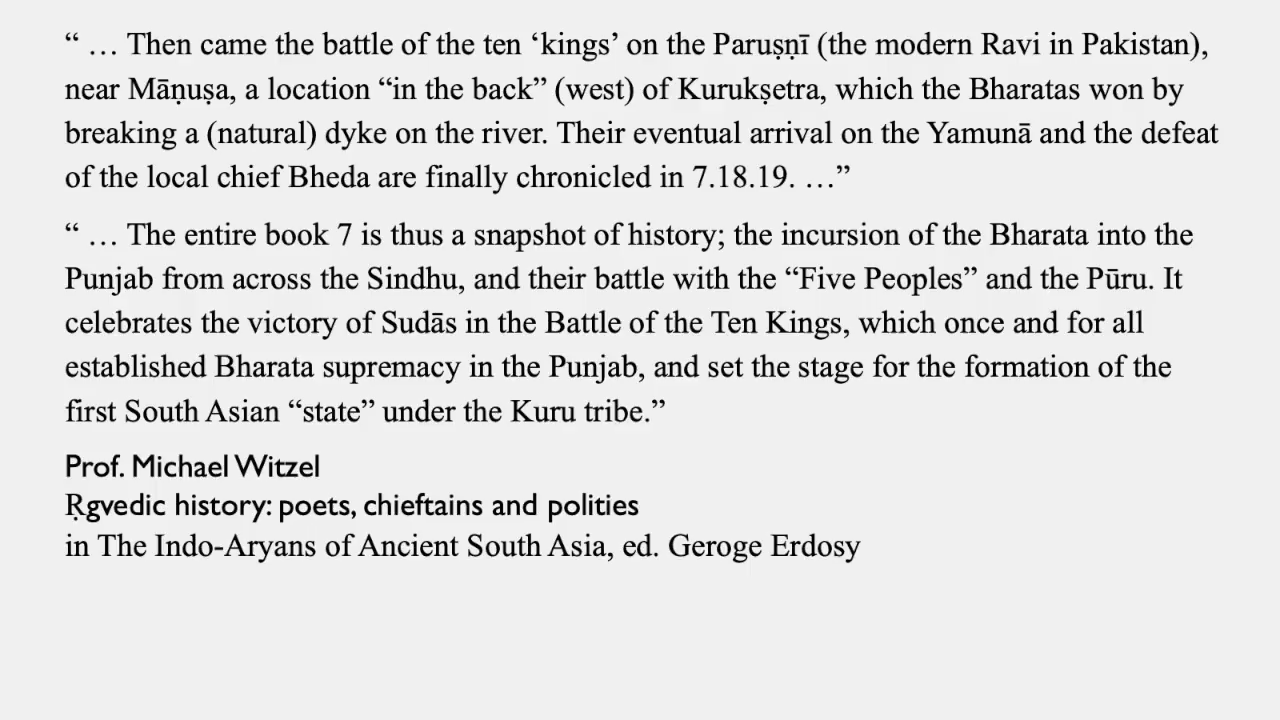 “ … Then came the battle of the ten ‘kings’ on the Paruṣṇī (the modern Ravi in Pakistan),
near Māṇuṣa, a location “in the back” (west) of Kurukṣetra, which the Bharatas won by
breaking a (natural) dyke on the river. Their eventual arrival on the Yamunā and the defeat
of the local chief Bheda are finally chronicled in 7.18.19. …”
“ … The entire book 7 is thus a snapshot of history; the incursion of the Bharata into the
Punjab from across the Sindhu, and their battle with the “Five Peoples” and the Pūru. It
celebrates the victory of Sudās in the Battle of the Ten Kings, which once and for all
established Bharata supremacy in the Punjab, and set the stage for the formation of the
first South Asian “state” under the Kuru tribe.”
Prof. Michael Witzel
Ṛgvedic history: poets, chieftains and polities
in The Indo-Aryans of Ancient South Asia, ed. Geroge Erdosy